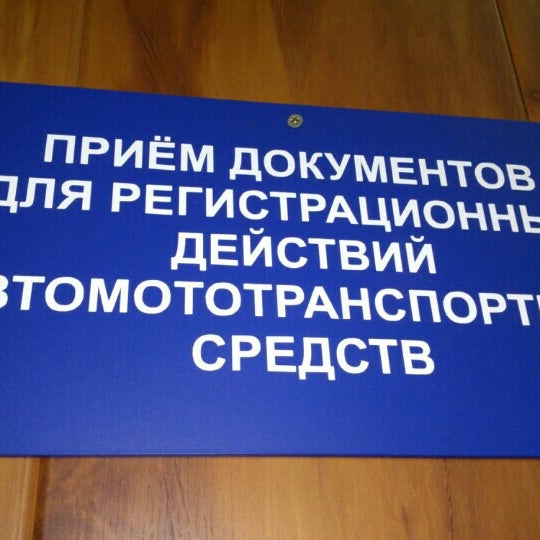 ПРИЁМ ДОКУМЕНТОВ
ДЛЯ РЕГИСТРАЦИОННЫ
ДЕЙСТВИЙ
ВТОМОТОТРАНСПОРТН
СРЕДСТВ